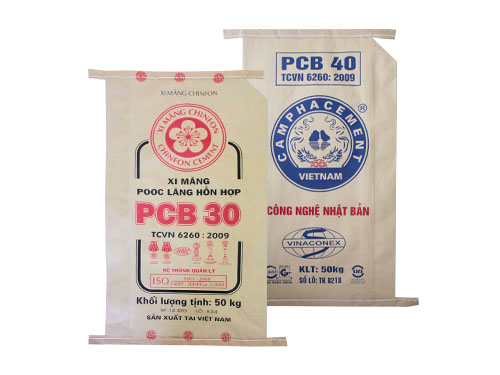 XI MĂNG CHINFON
XI MĂNG CHINFON
CHINFON CEMENT
XI MĂNG
POOC LĂNG HỖN HỢP
PCB 30
TCVN 6260: 2009
HỆ THỐNG QUẢN LÝ
ISO
Khối lượng tịnh: 50 kg
SẢN XUẤT TẠI VIỆT NAM
PCB 40
TCVN 6260: 2009
CAMPHACEMENT ®
VIETNAM
CÔNG NGHỆ NHẬT BẢN
VINACONEX
KLT: 50kg
SỐ LÔ: TN 8218